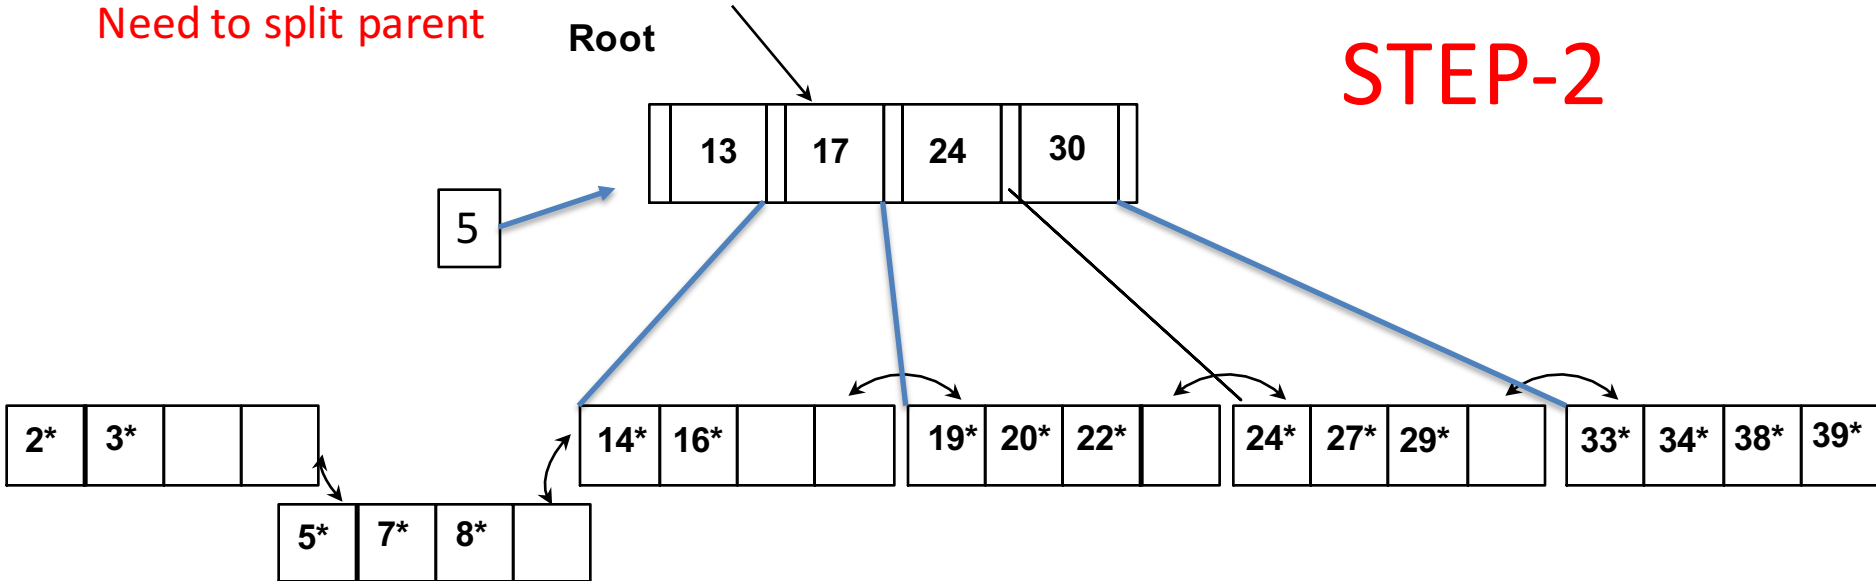 Need to split parent
Root
STEP-2
13 17 24 30
5
2* 3*
14* 16*
19* 20* 22*
24* 27* 29*
33* 34* 38* 39*
5* 7* 8*